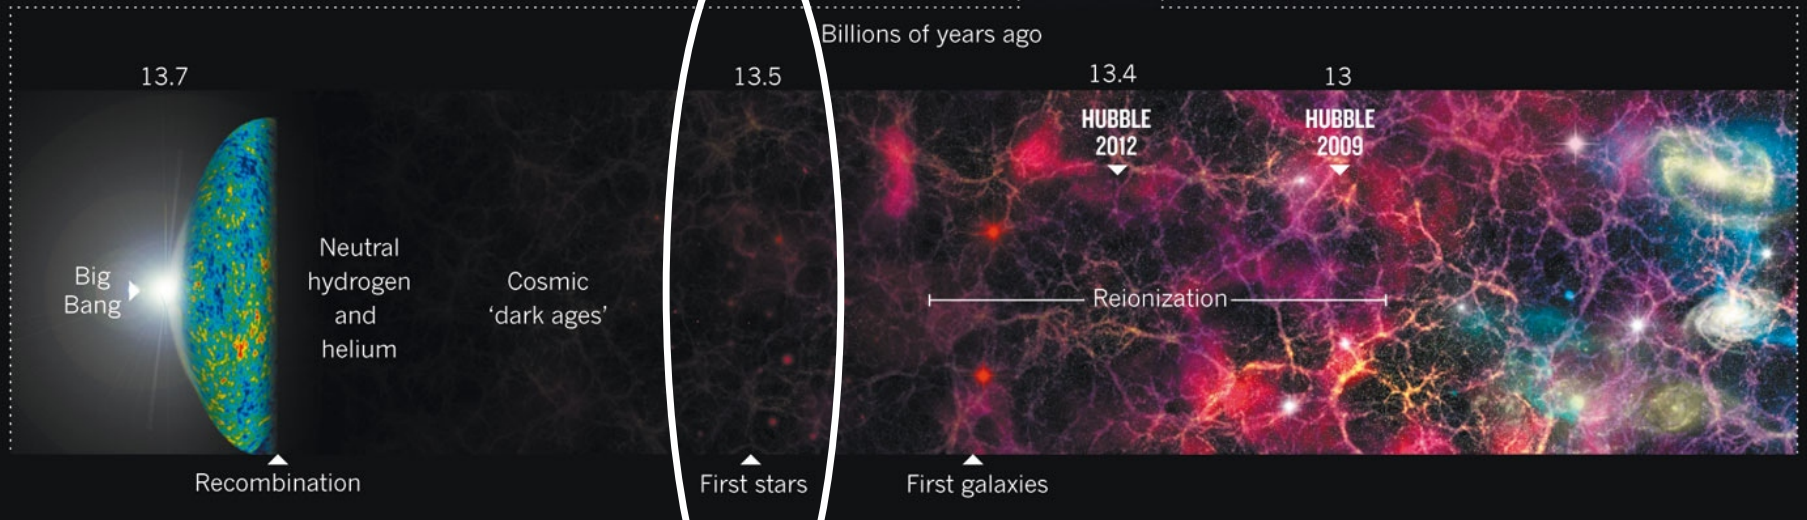 Billions of years ago
13.7
13.5
13.4
13
HUBBLE
2012
HUBBLE
2009
Big
Bang
Neutral
hydrogen
and
helium
Cosmic
‘dark ages’
Reionization
Recombination
First stars
First galaxies